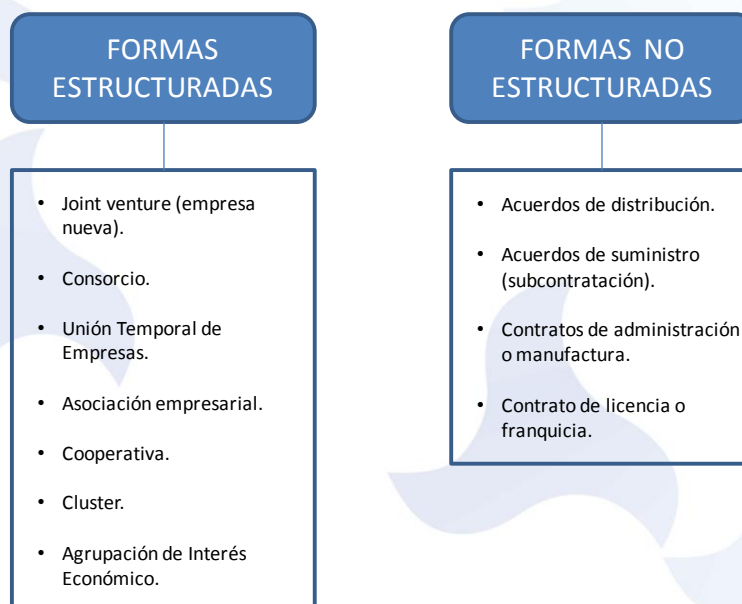 FORMAS
ESTRUCTURADAS
• Joint venture (empresa
nueva).
• Consorcio.
• Unión Temporal de
Empresas.
• Asociación empresarial.
• Cooperativa.
• Cluster.
• Agrupación de Interés
Económico.
FORMAS NO
ESTRUCTURADAS
• Acuerdos de distribución.
• Acuerdos de suministro
(subcontratación).
• Contratos de administración
o manufactura.
• Contrato de licencia o
franquicia.